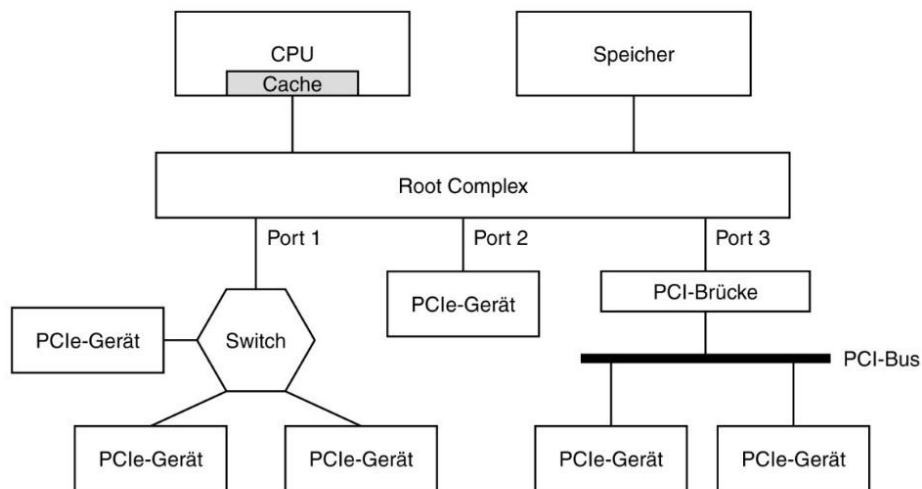 CPU
Cache
Speicher
Root Complex
Port 1
Port 2
Port 3
PCIe-Gerät
PCI-Brücke
PCIe-Gerät
Switch
PCI-Bus
PCIe-Gerät
PCIe-Gerät
PCIe-Gerät
PCIe-Gerät